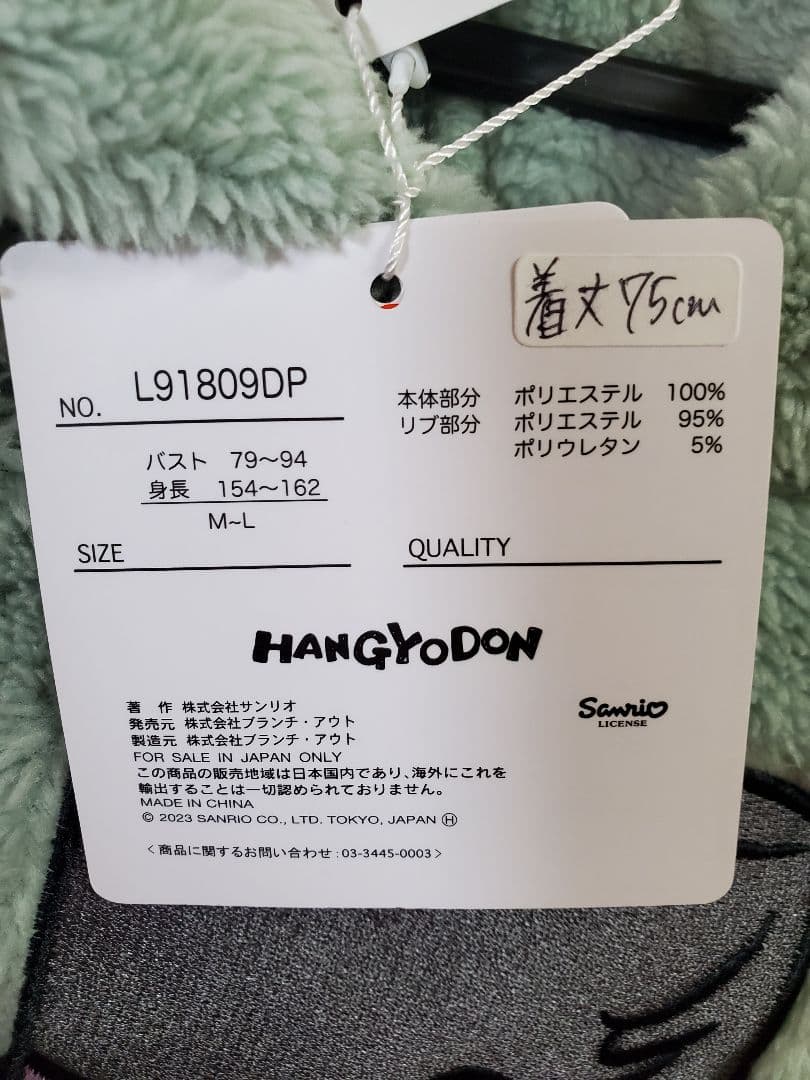 着丈75cm
NO. L91809DP
バスト 79〜94
身長 154〜162
M~L
SIZE
本体部分 ポリエステル 100%
リブ部分 ポリエステル 95%
ポリウレタン 5%
QUALITY
HANGYODON
著 作 株式会社サンリオ
発売元 株式会社ブランチ・アウト
製造元 株式会社ブランチ・アウト
FOR SALE IN JAPAN ONLY
この商品の販売地域は日本国内であり、海外にこれを
輸出することは一切認められておりません。
MADE IN CHINA
© 2023 SANRIO CO., LTD. TOKYO, JAPAN Ⓗ
<商品に関するお問い合わせ:03-3445-0003>
Sanrio
LICENSE